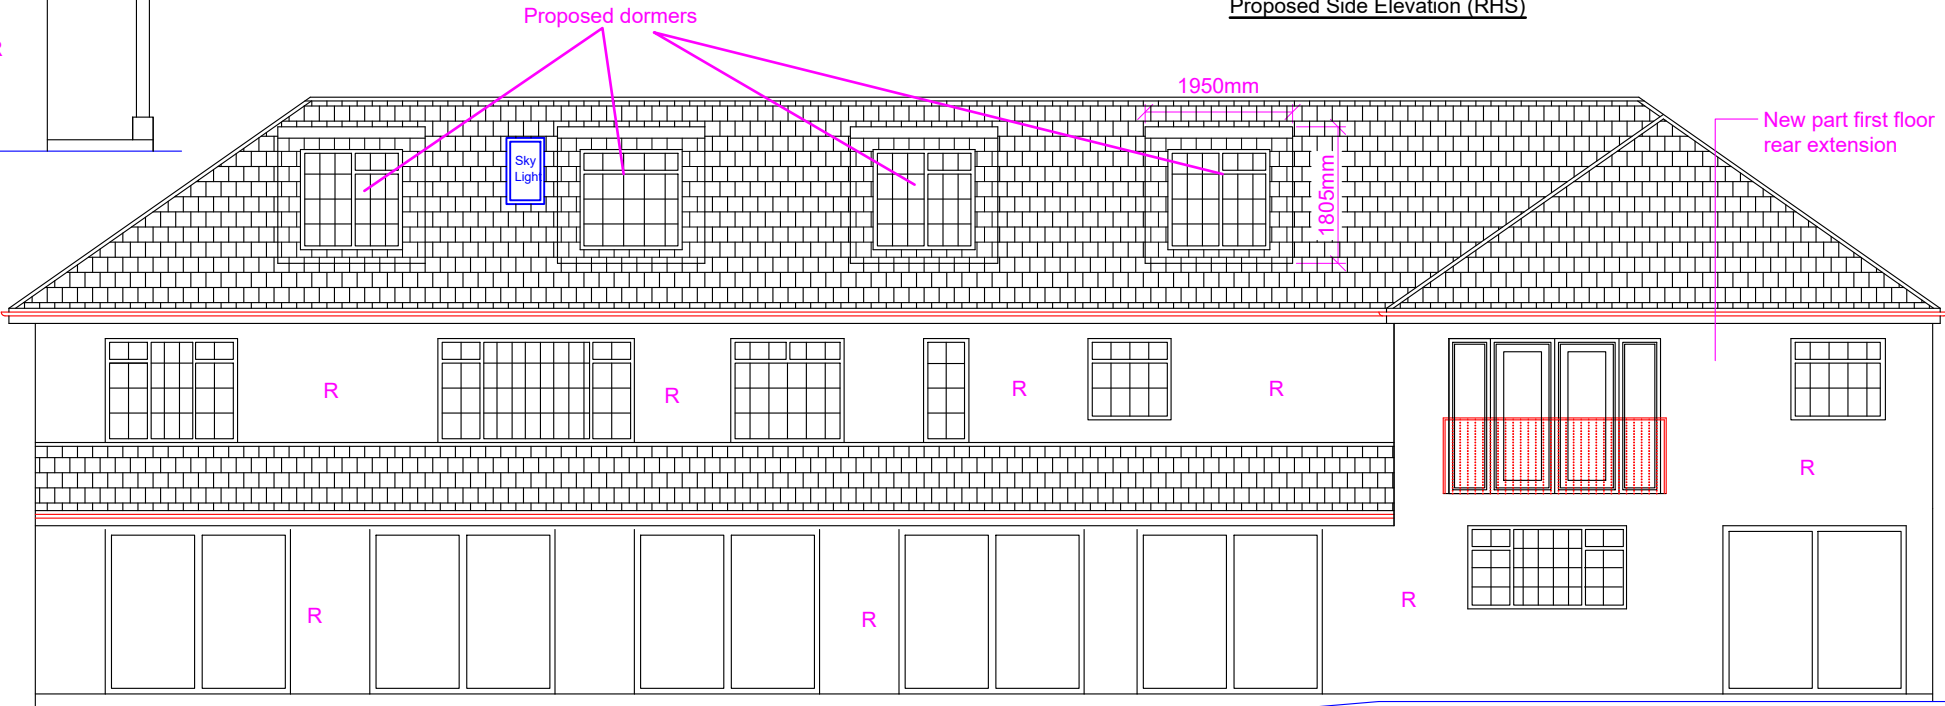 Proposed Side Elevation (RHS)
Proposed dormers
R
1950mm
New part first floor
rear extension
Sky
Light
1805mm
R
R
R
R
R
R
R
R